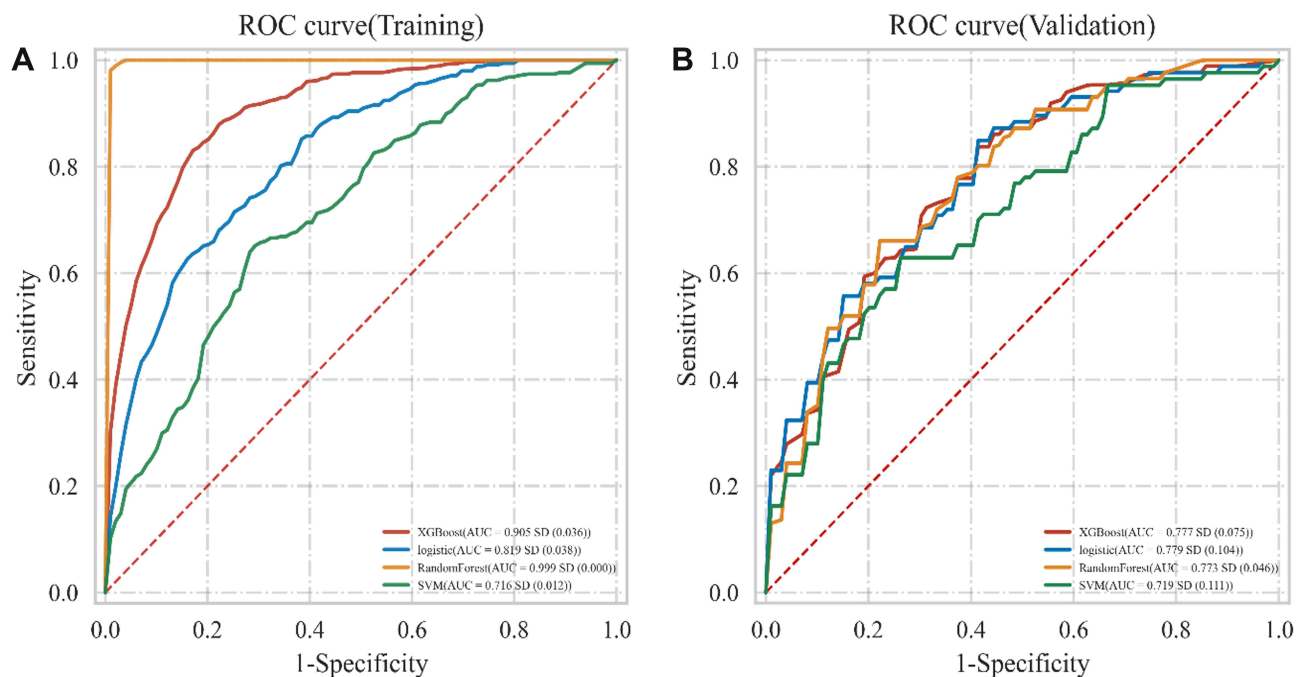 ROC curve(Training)
A
1.0
0.8
0.6
0.4
0.2
0.0
Sensitivity
XGBoost(AUC = 0.905 SD (0.036))
logistic(AUC = 0.819 SD (0.038))
RandomForest(AUC = 0.999 SD (0.000))
SVM(AUC = 0.716 SD (0.012))
0.0 0.2 0.4 0.6 0.8 1.0
1-Specificity
ROC curve(Validation)
B
1.0
0.8
0.6
0.4
0.2
0.0
Sensitivity
XGBoost(AUC = 0.777 SD (0.075))
logistic(AUC = 0.779 SD (0.104))
RandomForest(AUC = 0.773 SD (0.046))
SVM(AUC = 0.719 SD (0.111))
0.0 0.2 0.4 0.6 0.8 1.0
1-Specificity